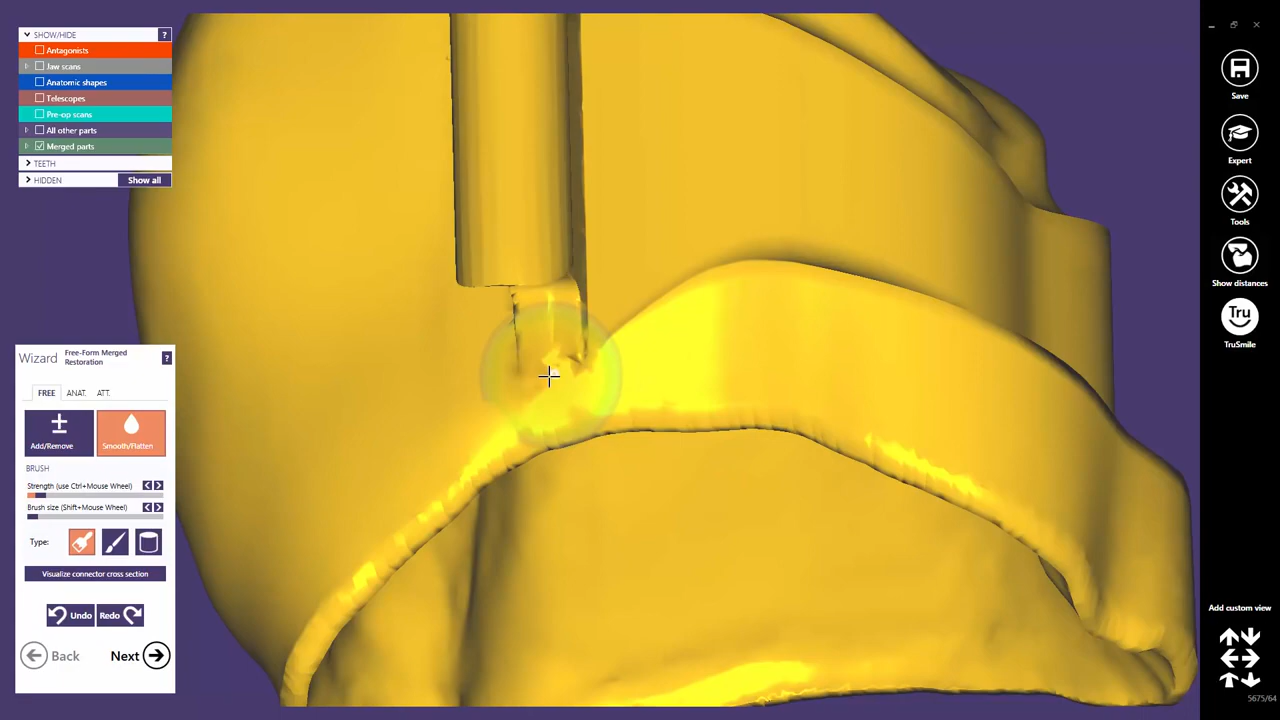 SHOW/HIDE ?
Antagonists
Jaw scans
Anatomic shapes
Telescopes
Pre-op scans
All other parts
Merged parts
TEETH
HIDDEN Show all
Save
Expert
Tools
Show distances
Tru
TruSmile
Wizard Free-Form Merged Restoration ?
FREE ANAT. ATT.
Add/Remove Smooth/Flatten
BRUSH
Strength (use Ctrl+Mouse Wheel)
Brush size (Shift+Mouse Wheel)
Type:
Visualize connector cross section
Undo Redo
Back Next
Add custom view
5675/64